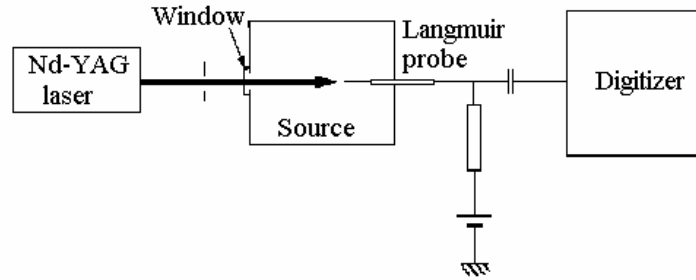 Window
Nd-YAG
laser
Langmuir
probe
Source
Digitizer